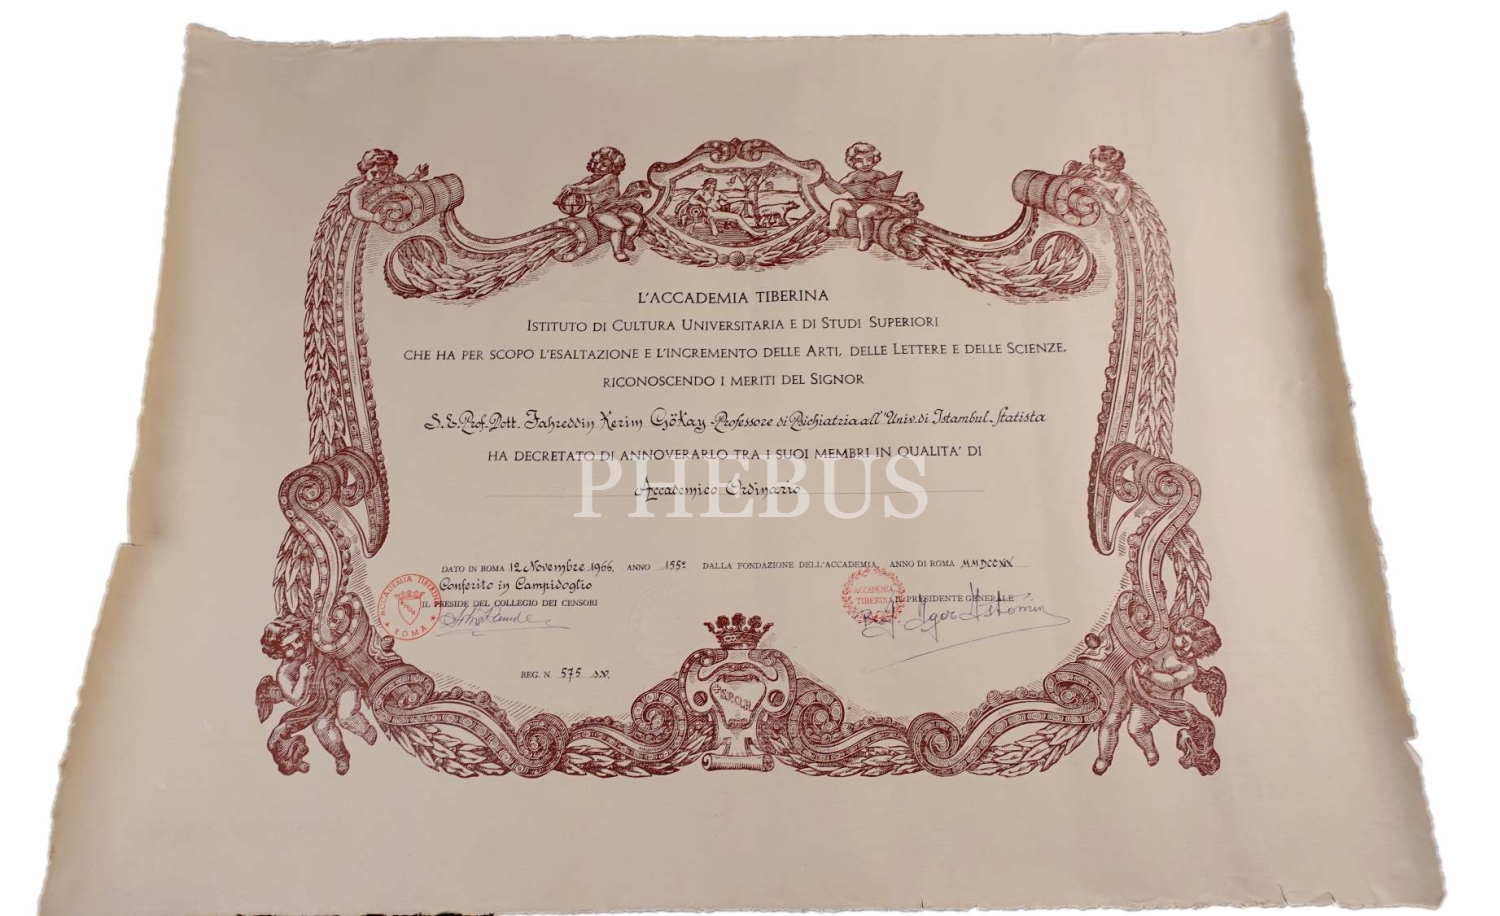 L'ACCADEMIA TIBERINA
ISTITUTO DI CULTURA UNIVERSITARIA E DI STUDI SUPERIORI
CHE HA PER SCOPO L'ESALTAZIONE E L'INCREMENTO DELLE ARTI, DELLE LETTERE E DELLE SCIENZE,
RICONOSCENDO I MERITI DEL SIGNOR
S.E. Prof. Dott. Fahreddin Kerim Gökay - Professore di Psichiatria all'Univ. di Istambul - Statista
HA DECRETATO DI ANNOVERARLO TRA I SUOI MEMBRI IN QUALITA' DI
PHEBUS
Accademico Ordinario
DATO IN ROMA 12 Novembre 1966, ANNO 155º DALLA FONDAZIONE DELL'ACCADEMIA, ANNO DI ROMA MMDCCXIX
Conferito in Campidoglio
IL PRESIDE DEL COLLEGIO DEI CENSORI
IL PRESIDENTE GENERALE
ACCADEMIA TIBERINA
ROMA
ACCADEMIA
TIBERINA
Igor
REG. N. 575
S.P.Q.R.